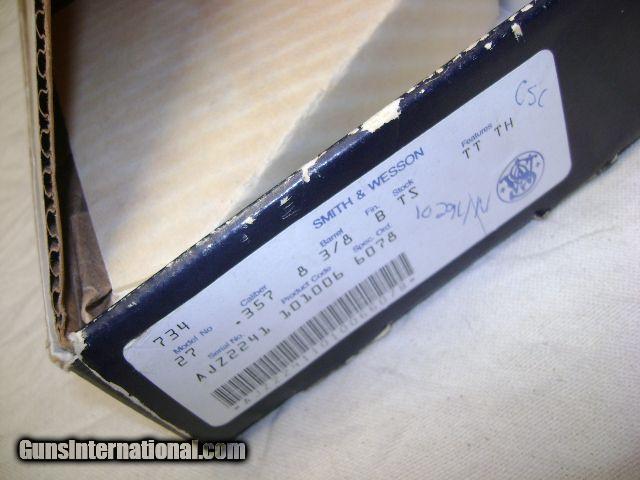 CSC
SMITH & WESSON
734
Model No Caliber Barrel Fin. Stock Features
27 .357 8 3/8 B TS TT TH
Serial No. Product Code Spec. Ord.
AJZ2241 101006 6078
*AJZ22411010066078*
GunsInternational.com